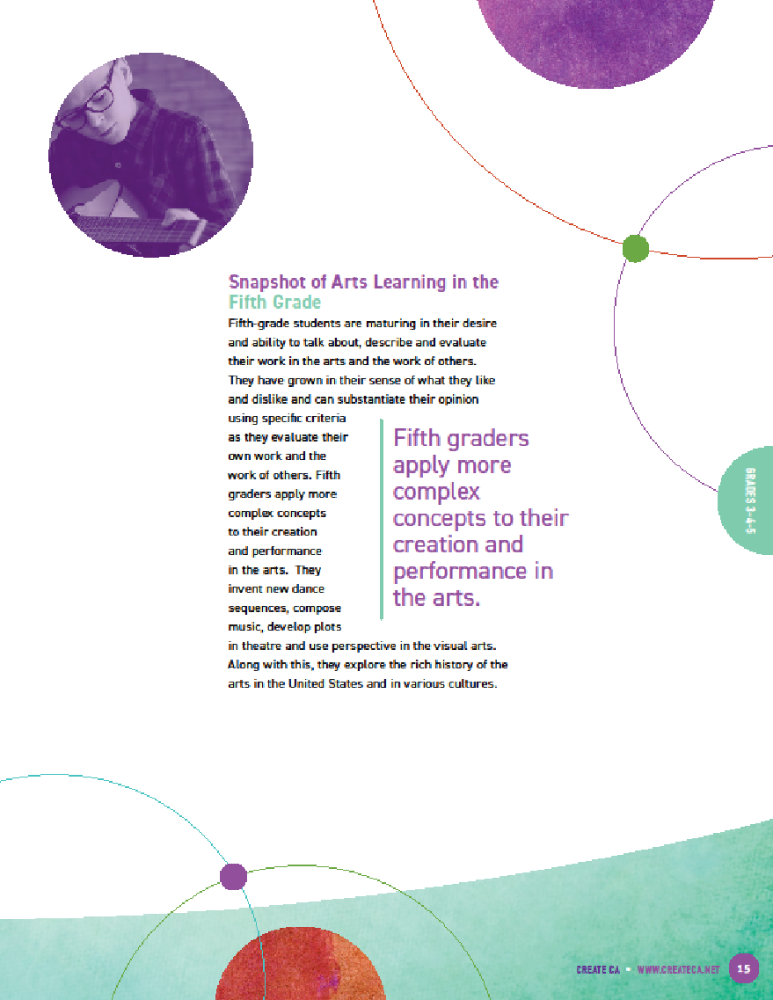 Snapshot of Arts Learning in the
Fifth Grade
Fifth-grade students are maturing in their desire
and ability to talk about, describe and evaluate
their work in the arts and the work of others.
They have grown in their sense of what they like
and dislike and can substantiate their opinion
using specific criteria
as they evaluate their
own work and the
work of others. Fifth
graders apply more
complex concepts
to their creation
and performance
in the arts.  They
invent new dance
sequences, compose
music, develop plots
in theatre and use perspective in the visual arts.
Along with this, they explore the rich history of the
arts in the United States and in various cultures.
Fifth graders
apply more
complex
concepts to their
creation and
performance in
the arts.
GRADES 3-4-5
CREATE CA • WWW.CREATECA.NET 15